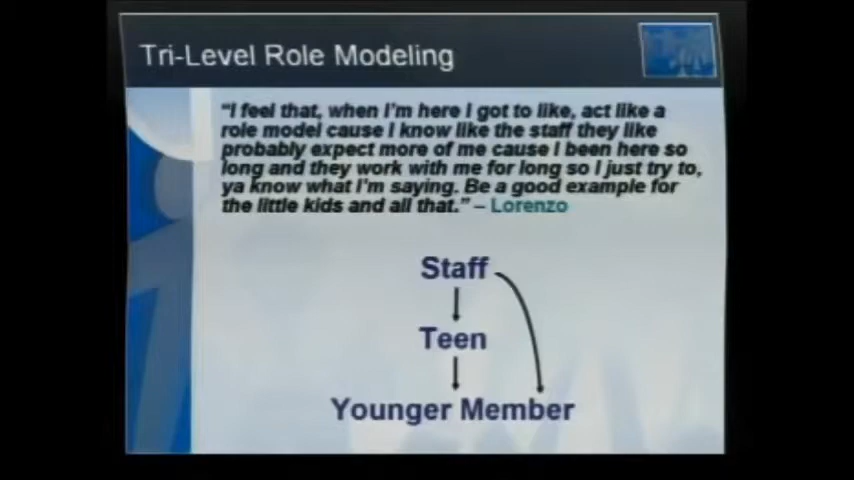 Tri-Level Role Modeling
"I feel that, when I'm here I got to like, act like a
role model cause I know like the staff they like
probably expect more of me cause I been here so
long and they work with me for long so I just try to,
ya know what I'm saying. Be a good example for
the little kids and all that." – Lorenzo
Staff
Teen
Younger Member